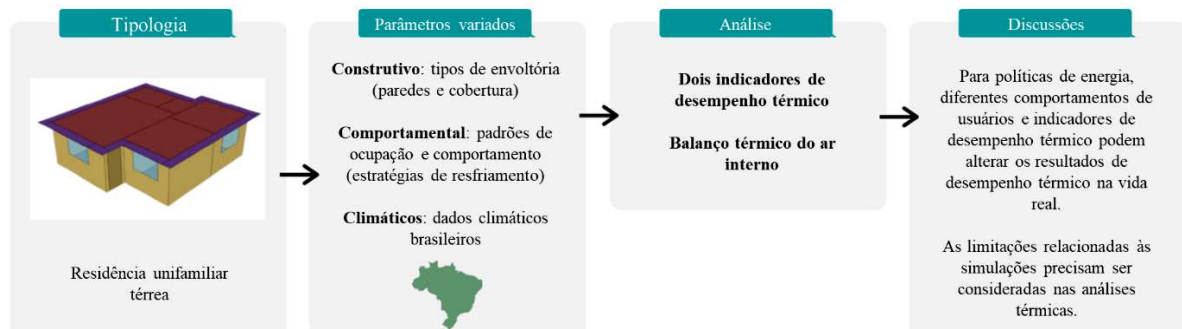 Tipologia
Residência unifamiliar
térrea
Parâmetros variados
Construtivo: tipos de envoltória
(paredes e cobertura)
Comportamental: padrões de
ocupação e comportamento
(estratégias de resfriamento)
Climáticos: dados climáticos
brasileiros
Análise
Dois indicadores de
desempenho térmico
Balanço térmico do ar
interno
Discussões
Para políticas de energia,
diferentes comportamentos de
usuários e indicadores de
desempenho térmico podem
alterar os resultados de
desempenho térmico na vida
real.
As limitações relacionadas às
simulações precisam ser
consideradas nas análises
térmicas.